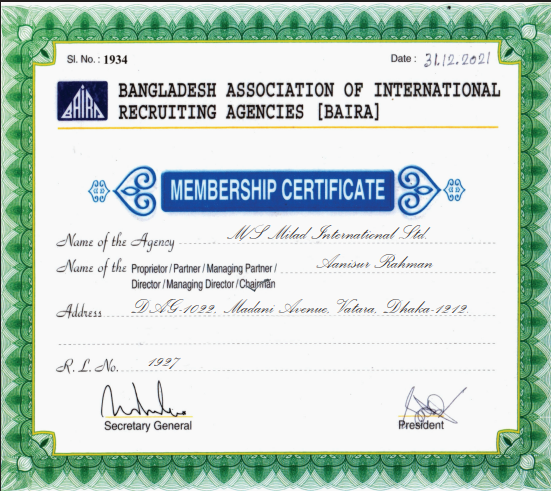 Sl. No. : 1934 Date : 31.12.2021
BAIRA
BANGLADESH ASSOCIATION OF INTERNATIONAL
RECRUITING AGENCIES [BAIRA]
MEMBERSHIP CERTIFICATE
Name of the Agency M/S Milad International Ltd.
Name of the Proprietor / Partner / Managing Partner / Aanisur Rahman
Director / Managing Director / Chairman
Address DAG-1022, Madani Avenue, Vatara, Dhaka-1212.
R. L. No. 1927
Secretary General President